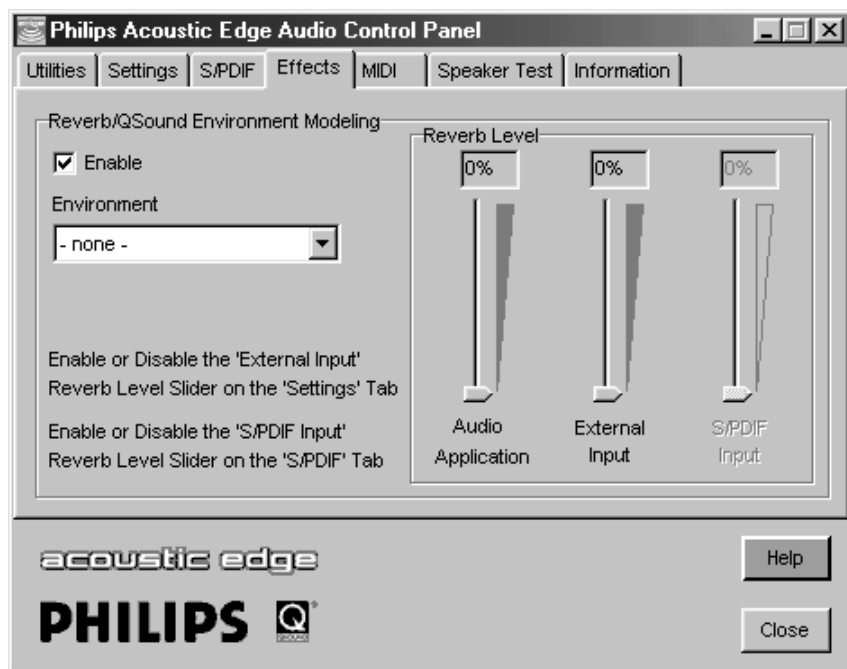 Philips Acoustic Edge Audio Control Panel
Utilities Settings S/PDIF Effects MIDI Speaker Test Information
Reverb/QSound Environment Modeling
Enable
Environment
- none -
Enable or Disable the 'External Input'
Reverb Level Slider on the 'Settings' Tab
Enable or Disable the 'S/PDIF Input'
Reverb Level Slider on the 'S/PDIF' Tab
Reverb Level
0% 0% 0%
Audio
Application
External
Input
S/PDIF
Input
acoustic edge
Help
PHILIPS Q
Close